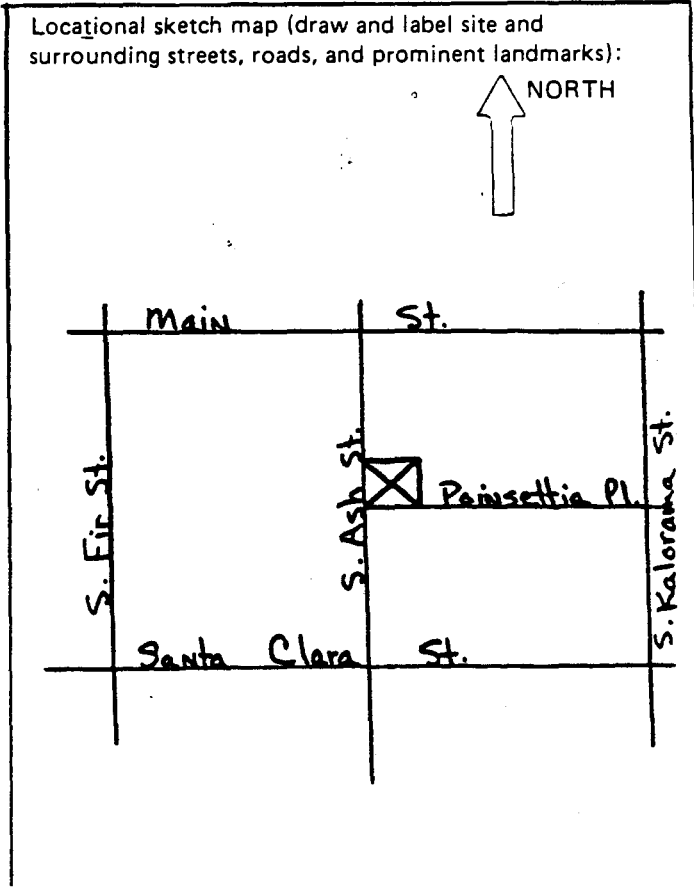 Locational sketch map (draw and label site and
surrounding streets, roads, and prominent landmarks):
NORTH
Main St.
S. Fir St.
S. Ash St.
Poinsettia Pl.
S. Kalorama St.
Santa Clara St.